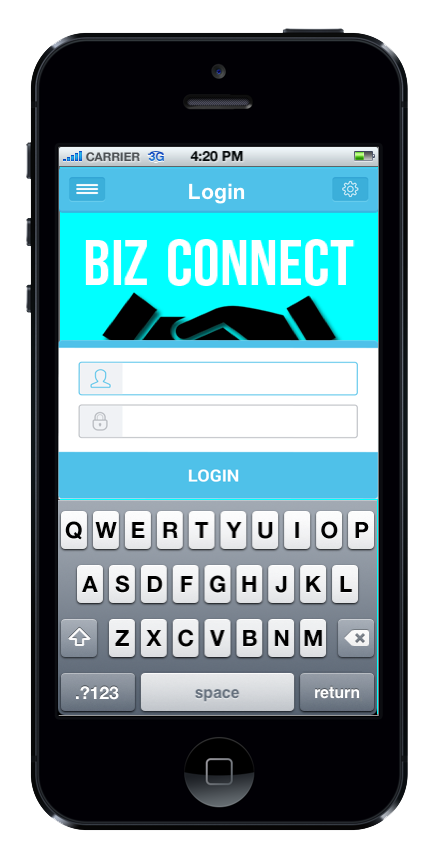 CARRIER 3G 4:20 PM
Login
BIZ CONNECT
LOGIN
Q W E R T Y U I O P
A S D F G H J K L
Z X C V B N M
.?123 space return